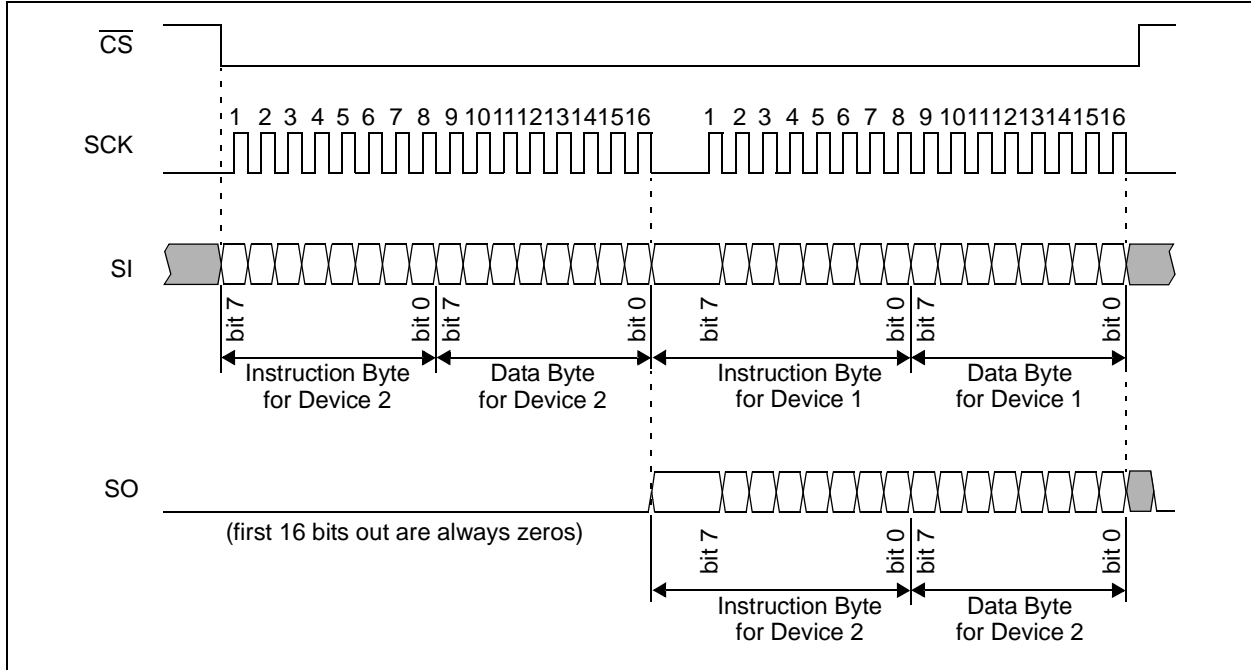 CS
1 2 3 4 5 6 7 8 9 10 11 12 13 14 15 16 1 2 3 4 5 6 7 8 9 10 11 12 13 14 15 16
SCK
SI
bit 7 bit 0 bit 7 bit 0 bit 7 bit 0 bit 7 bit 0
Instruction Byte Data Byte Instruction Byte Data Byte
for Device 2 for Device 2 for Device 1 for Device 1
SO
(first 16 bits out are always zeros)
bit 7 bit 0 bit 7 bit 0
Instruction Byte Data Byte
for Device 2 for Device 2